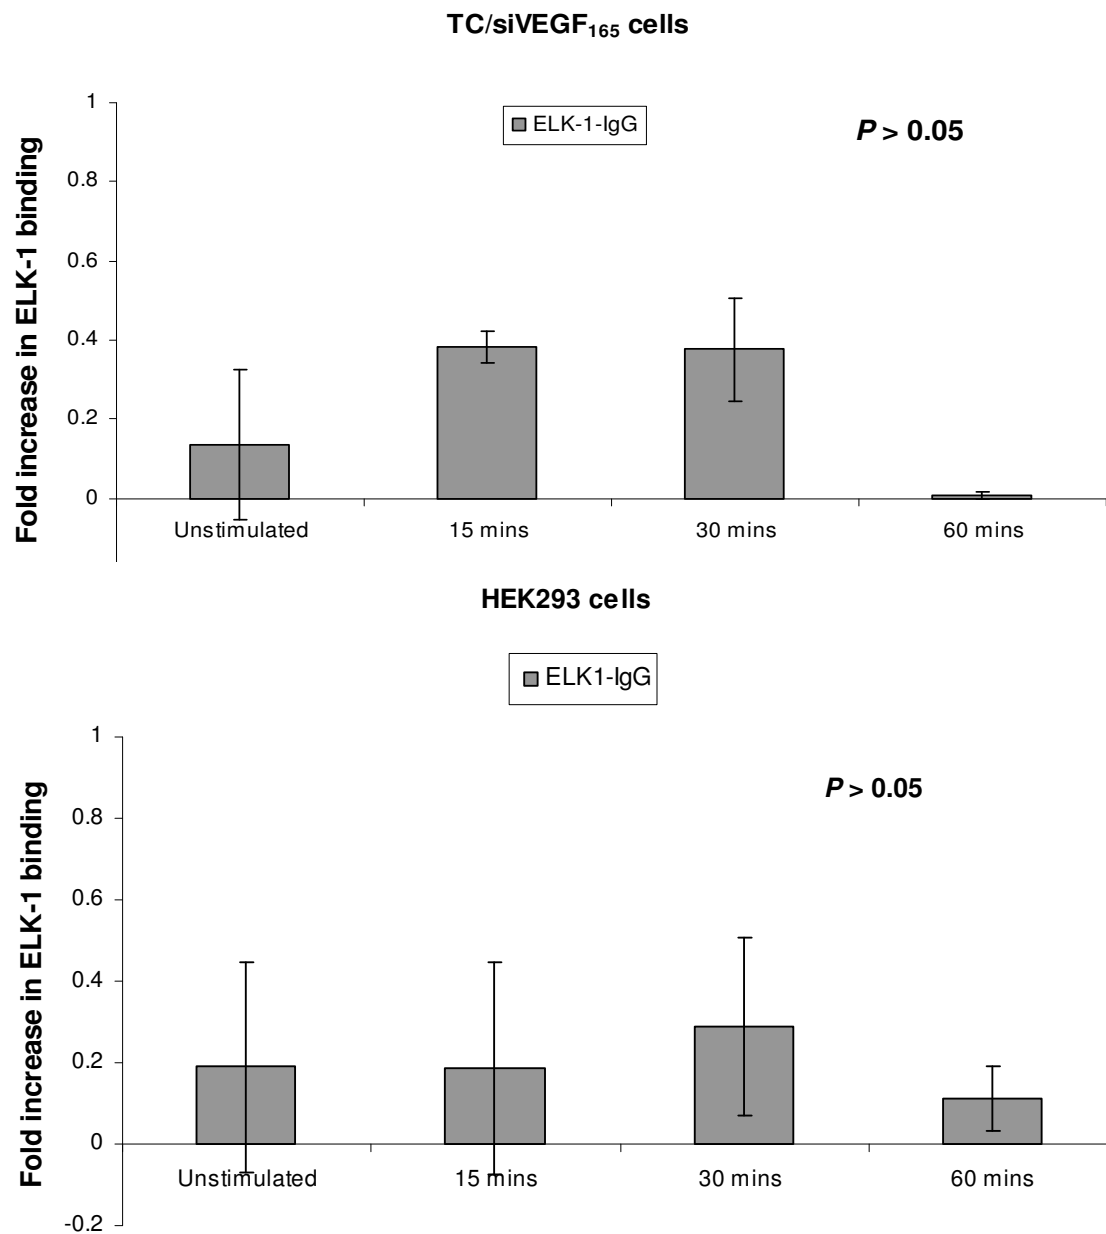 TC/siVEGF165 cells
ELK-1-IgG
P > 0.05
Fold increase in ELK-1 binding
1
0.8
0.6
0.4
0.2
0
Unstimulated 15 mins 30 mins 60 mins
HEK293 cells
ELK1-IgG
P > 0.05
Fold increase in ELK-1 binding
1
0.8
0.6
0.4
0.2
0
-0.2
Unstimulated 15 mins 30 mins 60 mins